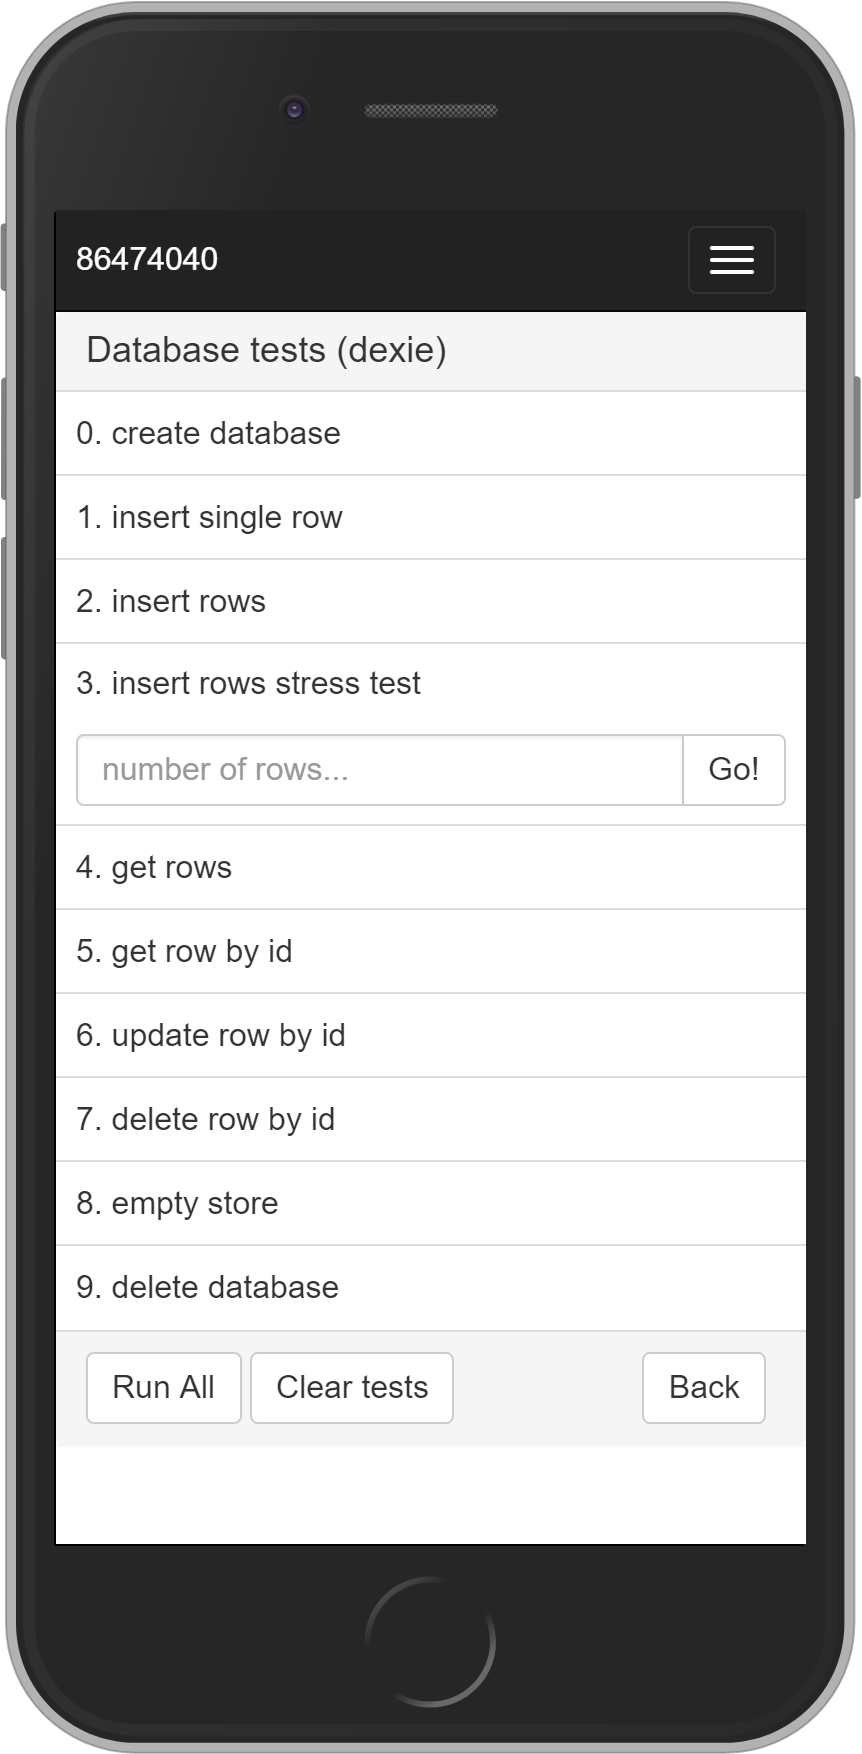 86474040
Database tests (dexie)
0. create database
1. insert single row
2. insert rows
3. insert rows stress test
number of rows... Go!
4. get rows
5. get row by id
6. update row by id
7. delete row by id
8. empty store
9. delete database
Run All Clear tests Back